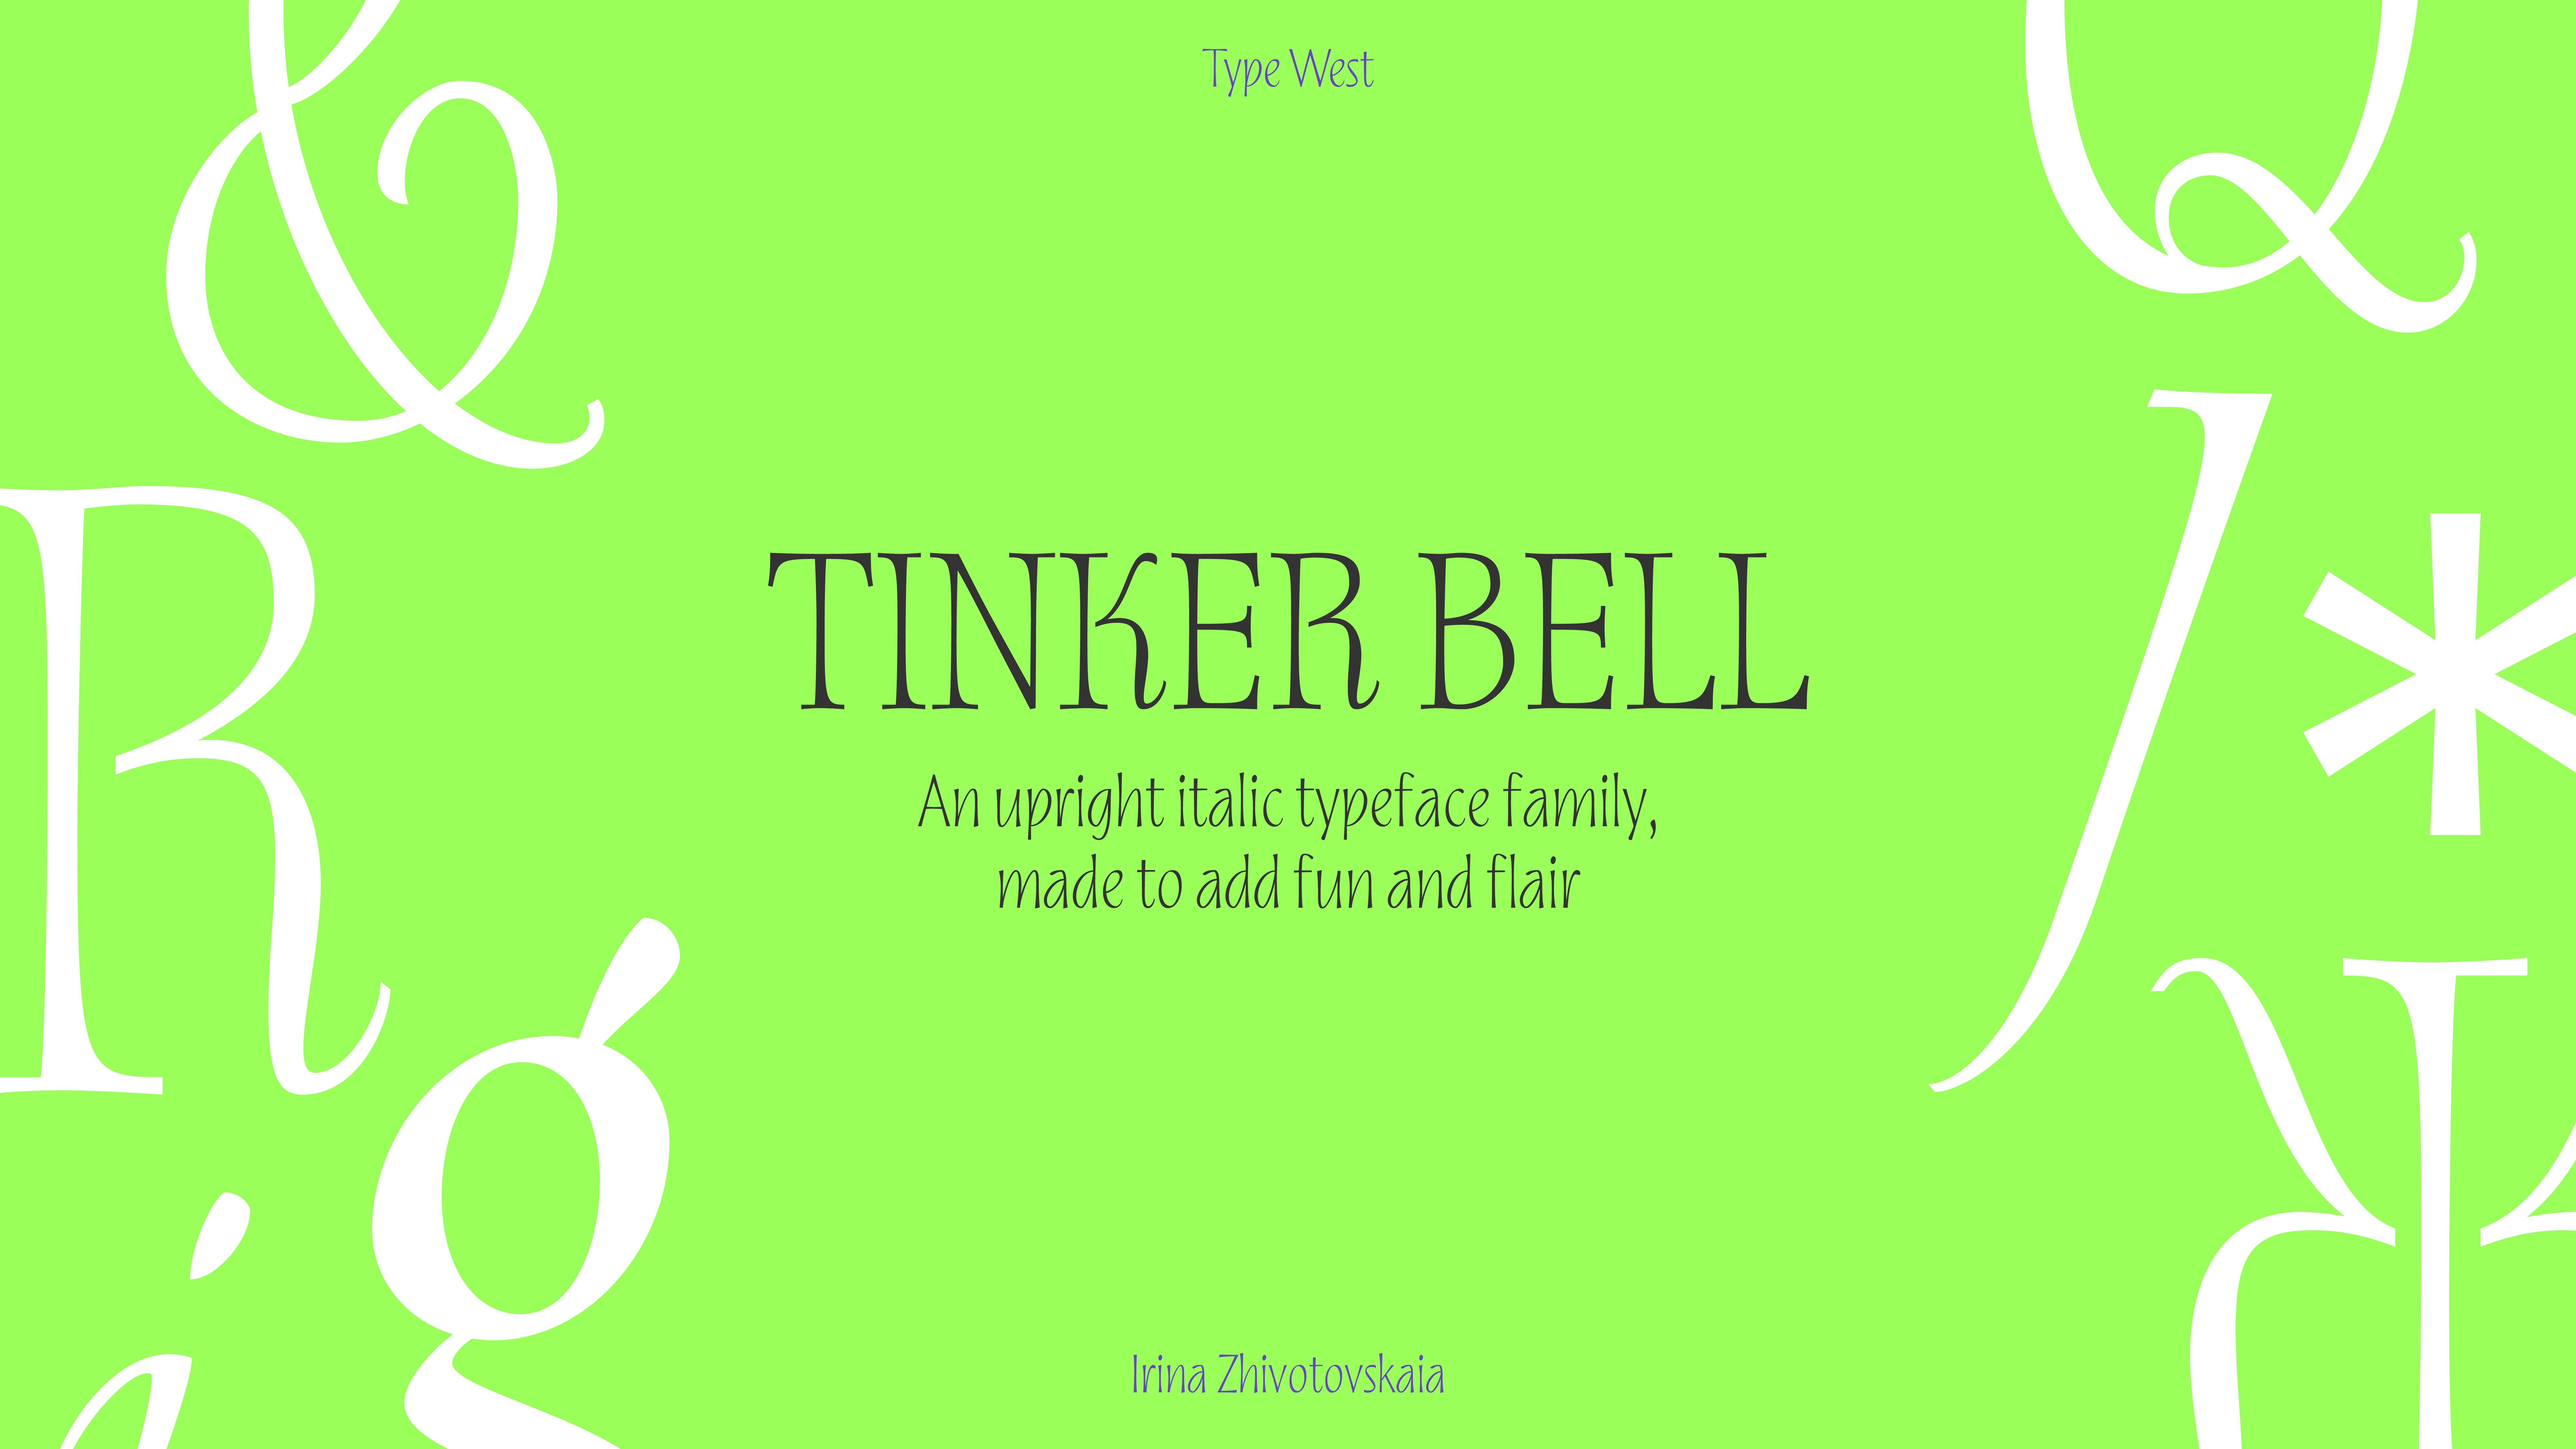 Type West
&
Q
R
J
*
TINKER BELL
An upright italic typeface family,
made to add fun and flair
g
Ж
Irina Zhivotovskaia